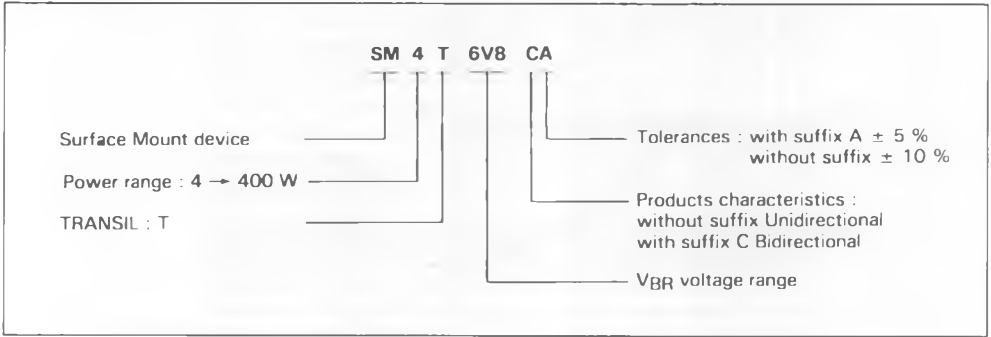 SM 4 T 6V8 CA
Surface Mount device
Power range : 4 → 400 W
TRANSIL : T
Tolerances : with suffix A ± 5 %
without suffix ± 10 %
Products characteristics :
without suffix Unidirectional
with suffix C Bidirectional
VBR voltage range